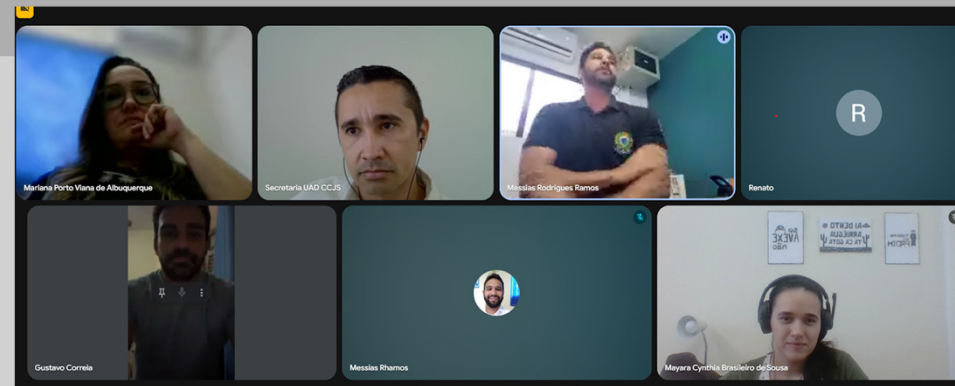 Mariana Porto Viana de Albuquerque
Secretaria UAD CCJS
Messias Rodrigues Ramos
R
Renato
Gustavo Correia
Messias Rhamos
Mayara Cynthia Brasileiro de Sousa